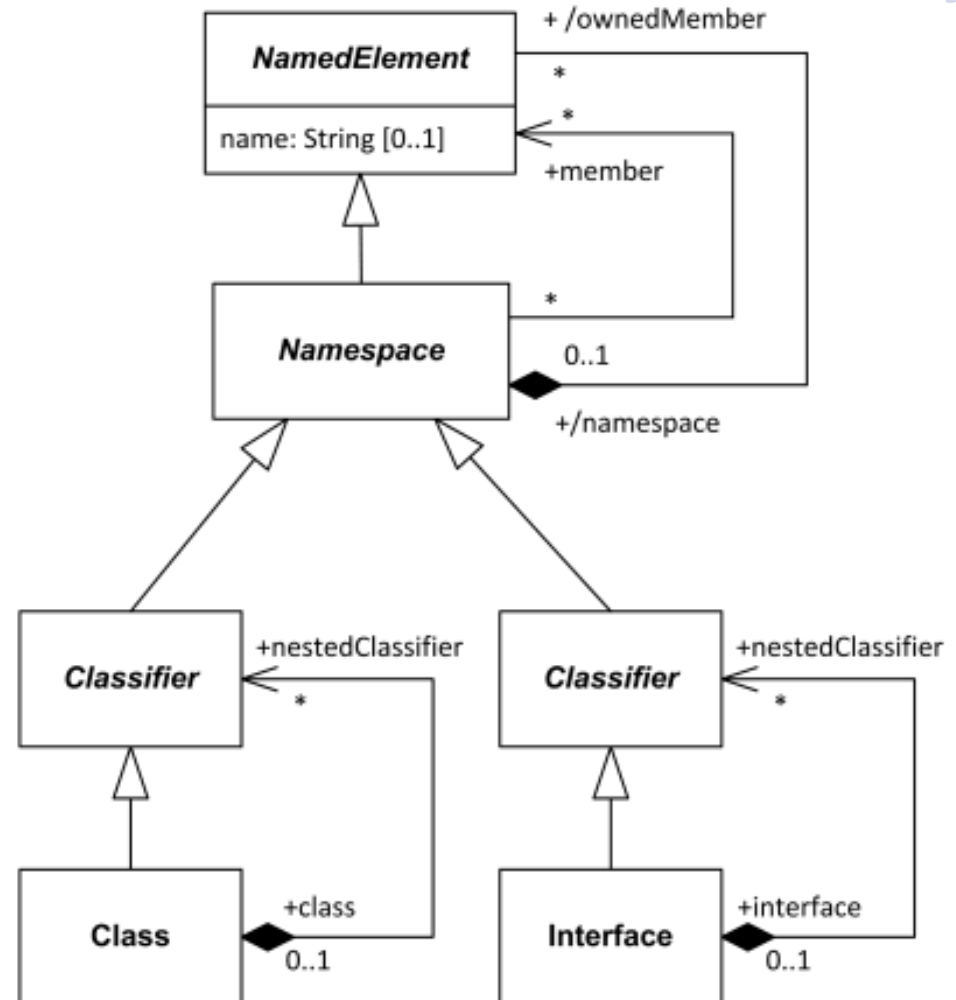 + /ownedMember
NamedElement
*
*
name: String [0..1]
+member
*
Namespace
0..1
+/namespace
+nestedClassifier
+nestedClassifier
Classifier
Classifier
*
*
+class
+interface
Class
Interface
0..1
0..1